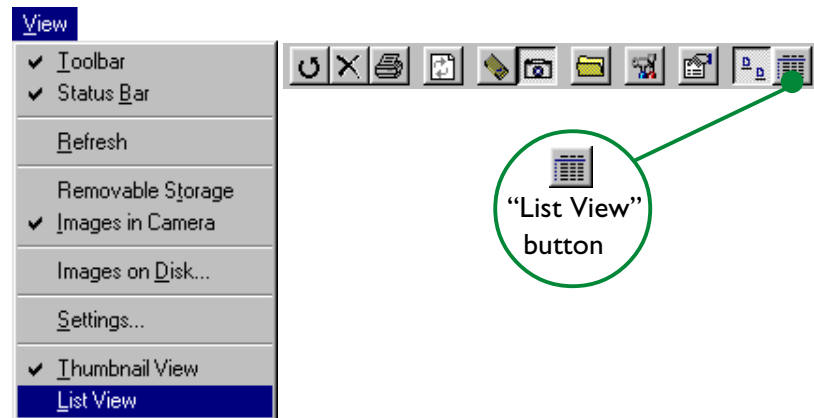 View
Toolbar
Status Bar
Refresh
Removable Storage
Images in Camera
Images on Disk...
Settings...
Thumbnail View
List View
D D
“List View”
button